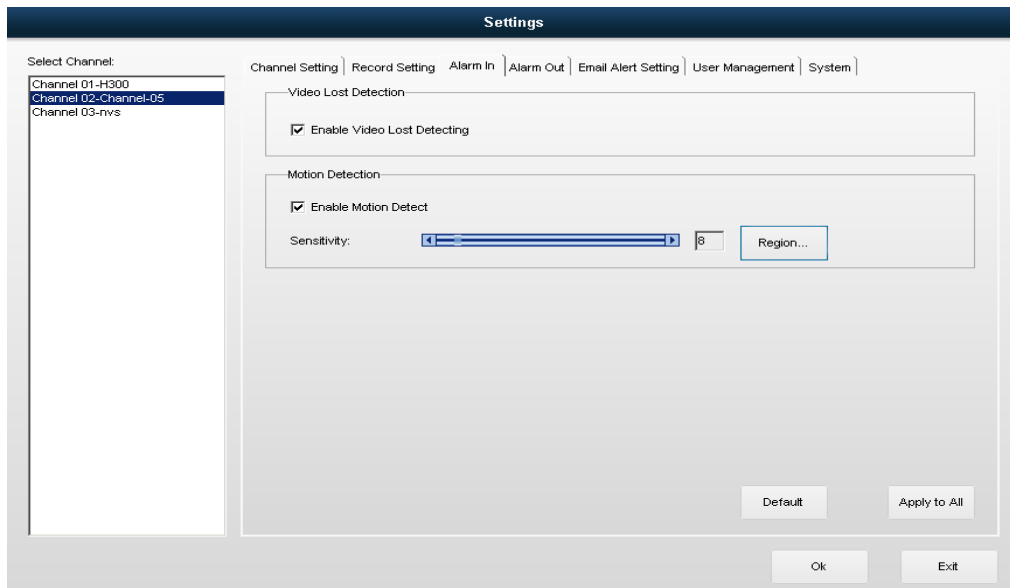 Settings
Select Channel:
Channel 01-H300
Channel 02-Channel-05
Channel 03-nvs
Channel Setting Record Setting Alarm In Alarm Out Email Alert Setting User Management System
Video Lost Detection
Enable Video Lost Detecting
Motion Detection
Enable Motion Detect
Sensitivity: 8 Region...
Default Apply to All
Ok Exit